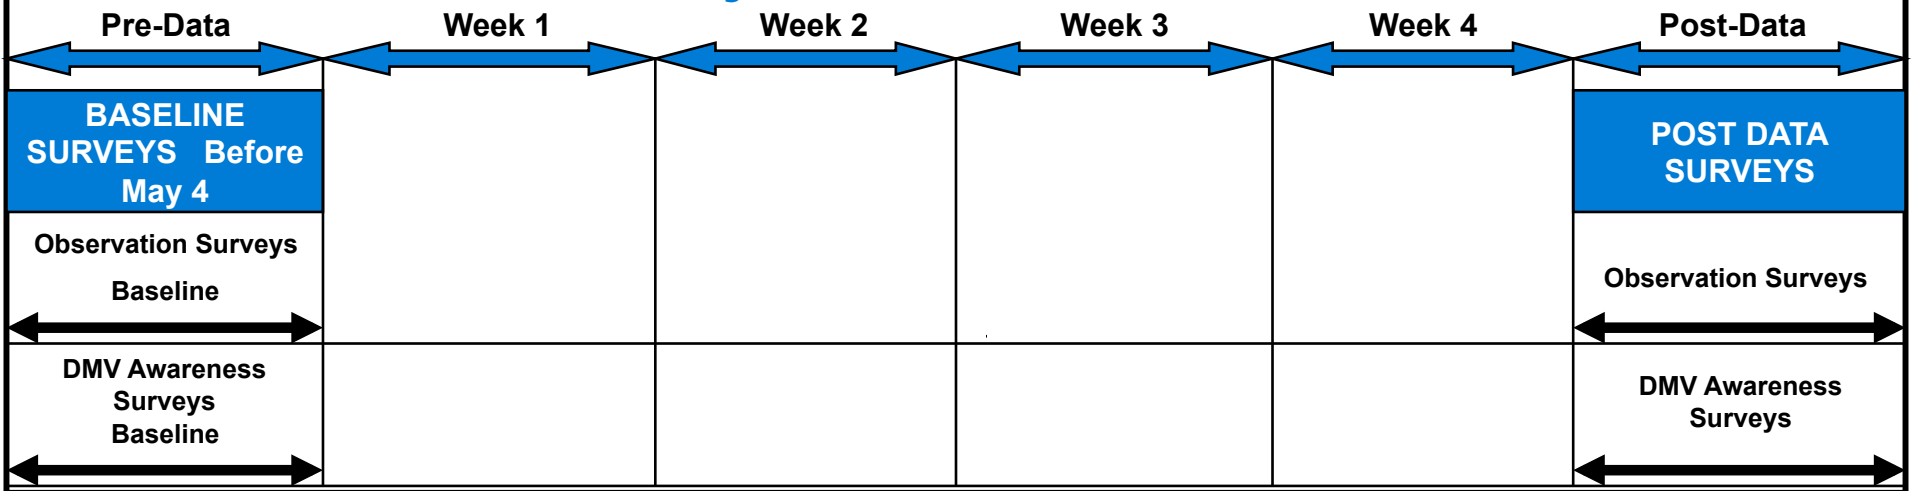 Pre-Data Week 1 Week 2 Week 3 Week 4 Post-Data
BASELINE
SURVEYS Before
May 4
POST DATA
SURVEYS
Observation Surveys
Baseline
Observation Surveys
DMV Awareness
Surveys
Baseline
DMV Awareness
Surveys